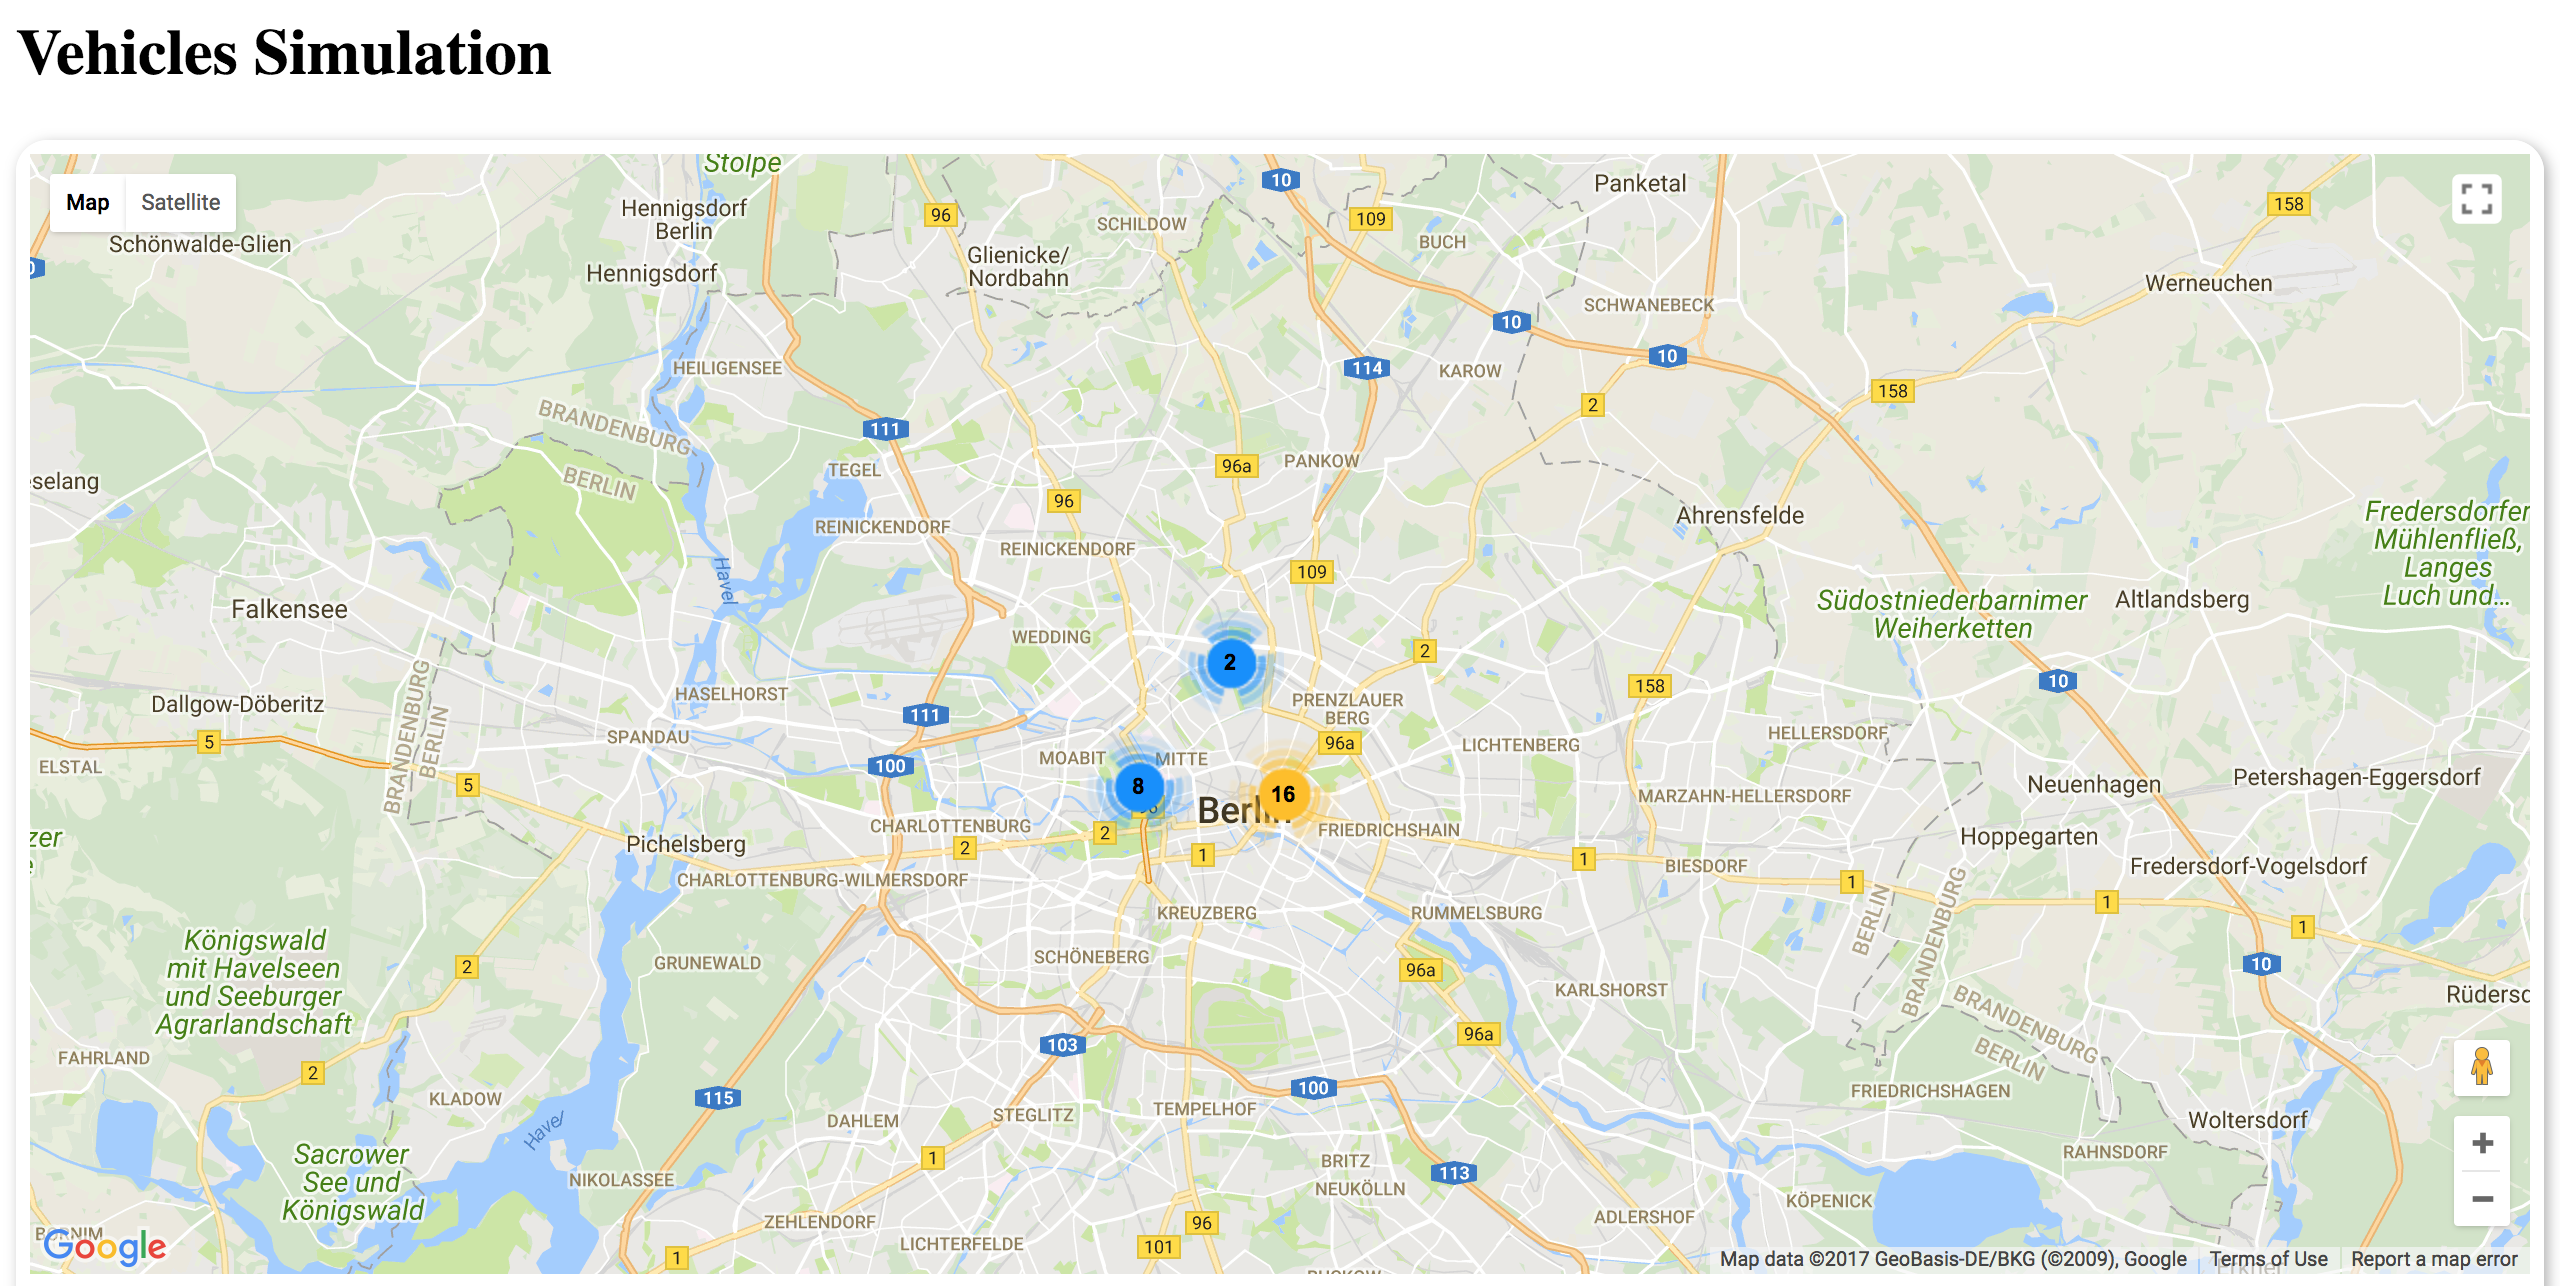 Vehicles Simulation
Stolpe
Map Satellite
Hennigsdorf
Berlin
Schönwalde-Glien
Hennigsdorf
96
Glienicke/
Nordbahn
SCHILDOW
10
109
BUCH
Panketal
158
Werneuchen
SCHWANEBECK
10
10
HEILIGENSEE
114
KAROW
158
2
BRANDENBURG
BERLIN
111
TEGEL
96a
PANKOW
96
REINICKENDORF
REINICKENDORF
Ahrensfelde
Fredersdorfer
Mühlenfließ,
Langes
Luch und...
Havel
109
Falkensee
Südostniederbarnimer
Weiherketten
Altlandsberg
WEDDING
2
2
HASELHORST
158
10
Dallgow-Döberitz
PRENZLAUER
BERG
BRANDENBURG
BERLIN
111
5
SPANDAU
96a
LICHTENBERG
HELLERSDORF
ELSTAL
100
MOABIT
MITTE
5
8
16
Neuenhagen
Petershagen-Eggersdorf
MARZAHN-HELLERSDORF
Berlin
CHARLOTTENBURG
2
FRIEDRICHSHAIN
Hoppegarten
Pichelsberg
2
1
1
BIESDORF
Fredersdorf-Vogelsdorf
CHARLOTTENBURG-WILMERSDORF
1
1
KREUZBERG
RUMMELSBURG
BERLIN
BRANDENBURG
1
Königswald
mit Havelseen
und Seeburger
Agrarlandschaft
2
GRUNEWALD
SCHÖNEBERG
96a
10
KARLSHORST
BRANDENBURG
BERLIN
96a
103
FAHRLAND
2
115
100
KLADOW
FRIEDRICHSHAGEN
DAHLEM
STEGLITZ
TEMPELHOF
Woltersdorf
Havel
Sacrower
See und
Königswald
1
BRITZ
NEUKÖLLN
113
RAHNSDORF
NIKOLASSEE
KÖPENICK
ZEHLENDORF
96
ADLERSHOF
BORNIM
Google
1
LICHTERFELDE
101
Map data ©2017 GeoBasis-DE/BKG (©2009), Google Terms of Use Report a map error